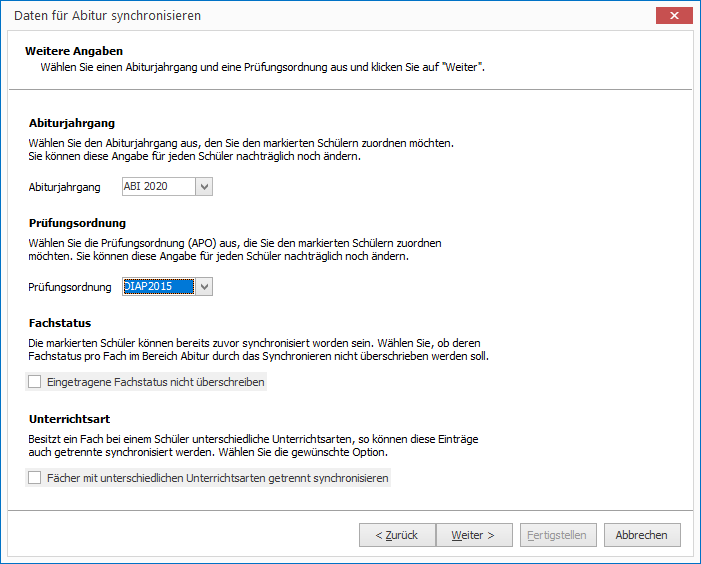 Daten für Abitur synchronisieren
Weitere Angaben
Wählen Sie einen Abiturjahrgang und eine Prüfungsordnung aus und klicken Sie auf "Weiter".
Abiturjahrgang
Wählen Sie den Abiturjahrgang aus, den Sie den markierten Schülern zuordnen möchten.
Sie können diese Angabe für jeden Schüler nachträglich noch ändern.
Abiturjahrgang ABI 2020
Prüfungsordnung
Wählen Sie die Prüfungsordnung (APO) aus, die Sie den markierten Schülern zuordnen
möchten. Sie können diese Angabe für jeden Schüler nachträglich noch ändern.
Prüfungsordnung DIAP2015
Fachstatus
Die markierten Schüler können bereits zuvor synchronisiert worden sein. Wählen Sie, ob deren
Fachstatus pro Fach im Bereich Abitur durch das Synchronieren nicht überschrieben werden soll.
Eingetragene Fachstatus nicht überschreiben
Unterrichtsart
Besitzt ein Fach bei einem Schüler unterschiedliche Unterrichtsarten, so können diese Einträge
auch getrennte synchronisiert werden. Wählen Sie die gewünschte Option.
Fächer mit unterschiedlichen Unterrichtsarten getrennt synchronisieren
< Zurück Weiter > Fertigstellen Abbrechen